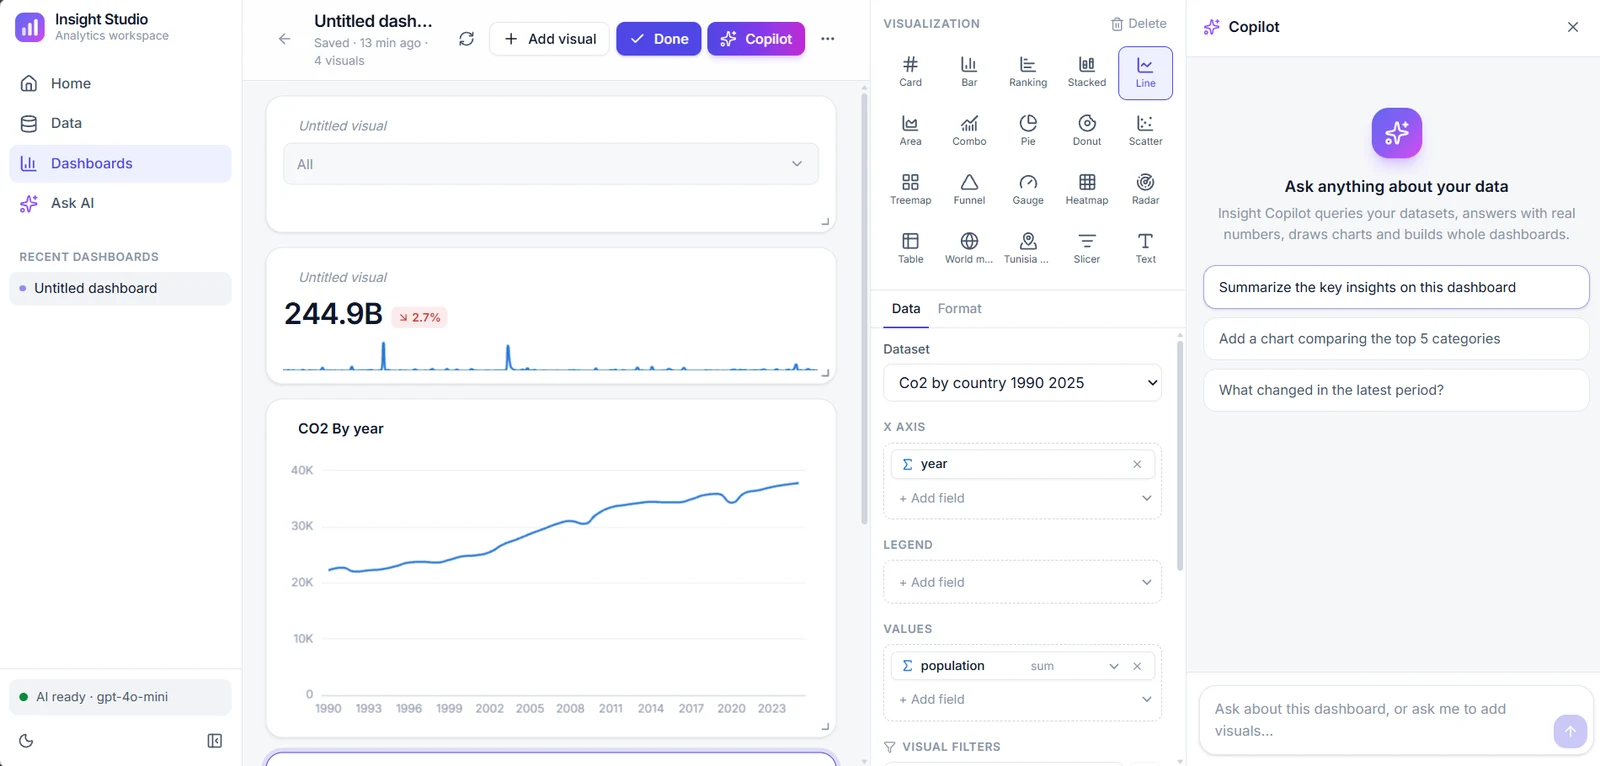 Insight Studio
Analytics workspace
Home
Data
Dashboards
Ask AI
RECENT DASHBOARDS
Untitled dashboard
AI ready · gpt-4o-mini
Untitled dash...
Saved · 13 min ago ·
4 visuals
Add visual
Done
Copilot
Untitled visual
All
Untitled visual
244.9B
2.7%
CO2 By year
40K
30K
20K
10K
0
1990 1993 1996 1999 2002 2005 2008 2011 2014 2017 2020 2023
VISUALIZATION
Delete
Card Bar Ranking Stacked Line
Area Combo Pie Donut Scatter
Treemap Funnel Gauge Heatmap Radar
Table World m... Tunisia ... Slicer Text
Data Format
Dataset
Co2 by country 1990 2025
X AXIS
Σ year
+ Add field
LEGEND
+ Add field
VALUES
Σ population sum
+ Add field
VISUAL FILTERS
Copilot
Ask anything about your data
Insight Copilot queries your datasets, answers with real
numbers, draws charts and builds whole dashboards.
Summarize the key insights on this dashboard
Add a chart comparing the top 5 categories
What changed in the latest period?
Ask about this dashboard, or ask me to add
visuals...